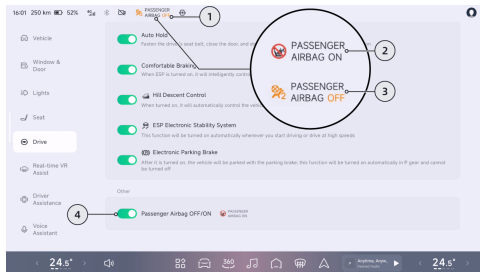 16:01 250 km 52%
PASSENGER
AIRBAG OFF
1
Vehicle
Window &
Door
Lights
Seat
Drive
Real-time VR
Assist
Driver
Assistance
Voice
Assistant
Auto Hold
Fasten the driver's seat belt, close the door, and
Comfortable Braking
When ESP is turned on, it will intelligently control
Hill Descent Control
When turned on, it will automatically control the
ESP Electronic Stability System
This function will be turned on automatically whenever you start driving or drive at high speeds
Electronic Parking Brake
After it is turned on, the vehicle will be parked with the parking brake; this function will be turned on automatically in P gear and cannot
be turned off
PASSENGER
AIRBAG ON
2
PASSENGER
AIRBAG OFF
3
Other
4
Passenger Airbag OFF/ON
PASSENGER
AIRBAG ON
24.5°
360
A
24.5°